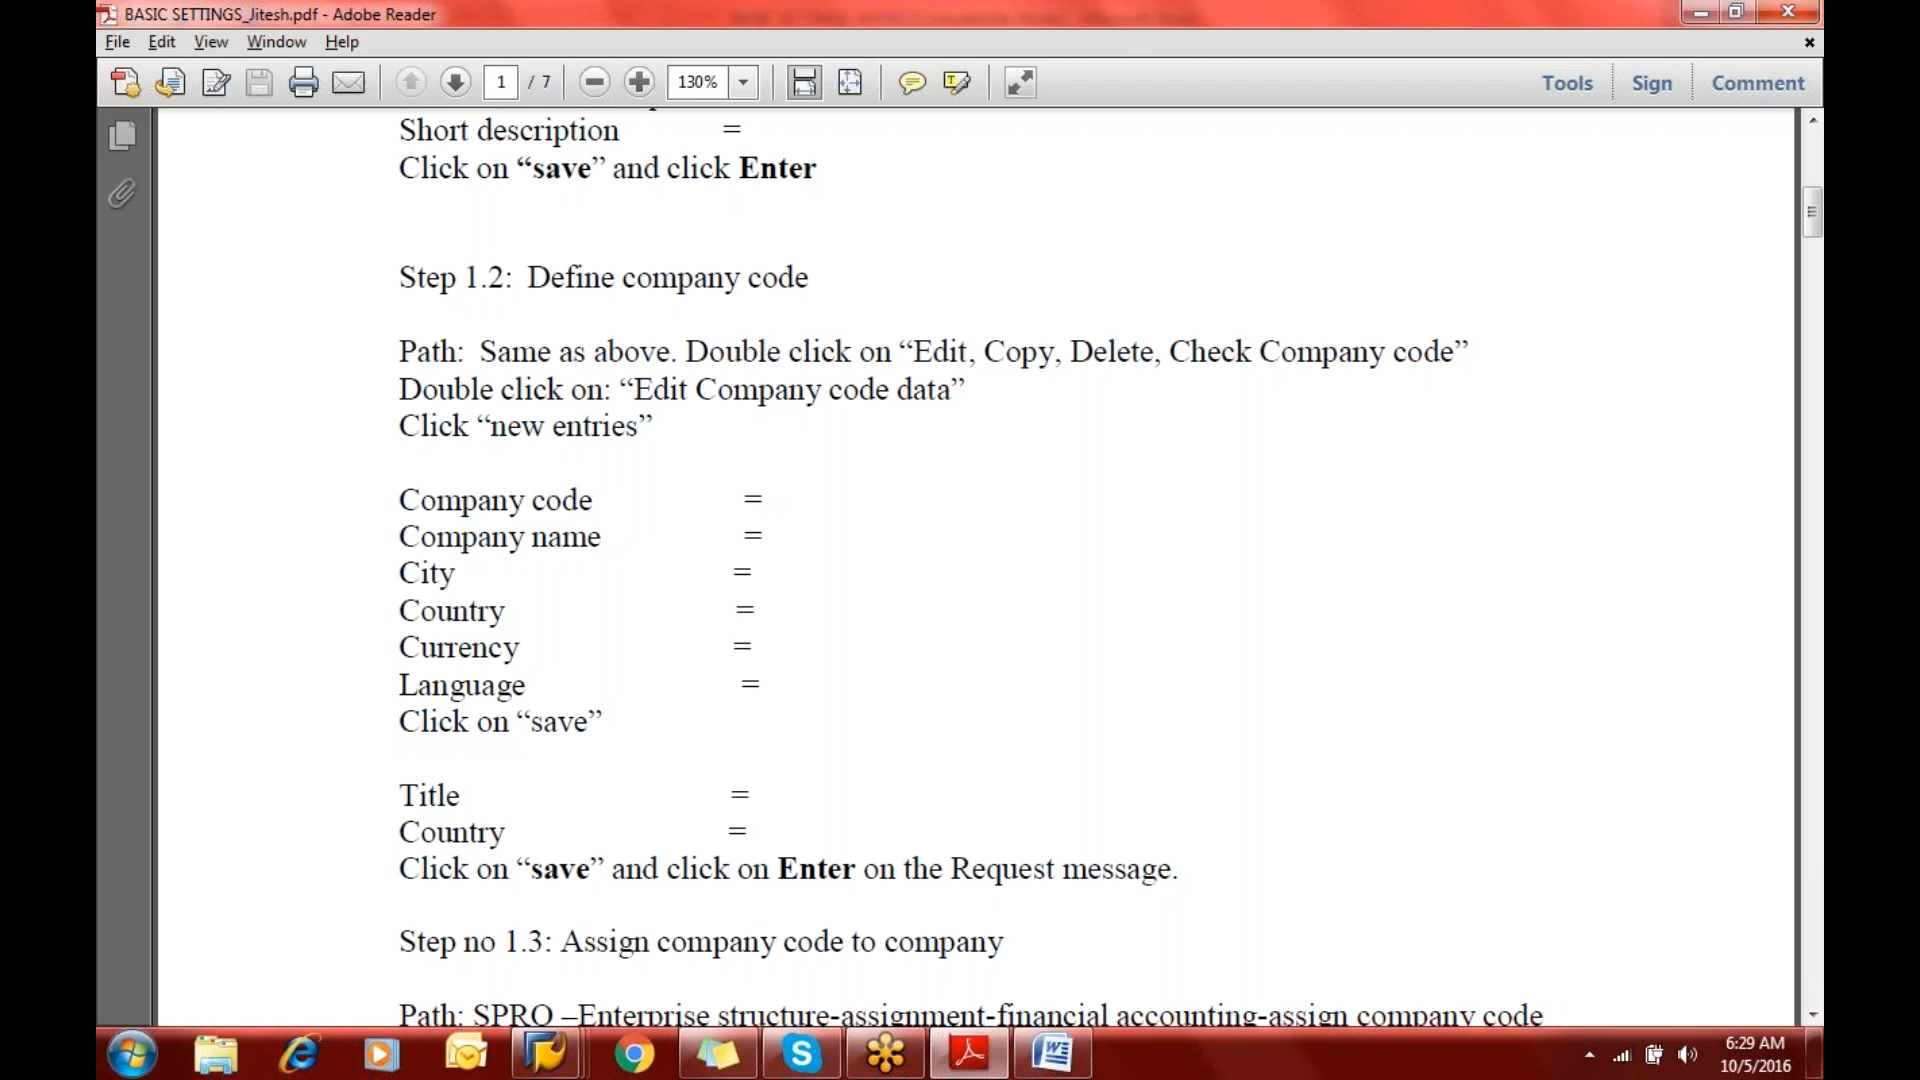 BASIC SETTINGS_Jitesh.pdf - Adobe Reader
File Edit View Window Help
1 / 7 130% Tools Sign Comment
Short description =
Click on “save” and click Enter
Step 1.2: Define company code
Path: Same as above. Double click on “Edit, Copy, Delete, Check Company code”
Double click on: “Edit Company code data”
Click “new entries”
Company code =
Company name =
City =
Country =
Currency =
Language =
Click on “save”
Title =
Country =
Click on “save” and click on Enter on the Request message.
Step no 1.3: Assign company code to company
Path: SPRO –Enterprise structure-assignment-financial accounting-assign company code
6:29 AM
10/5/2016